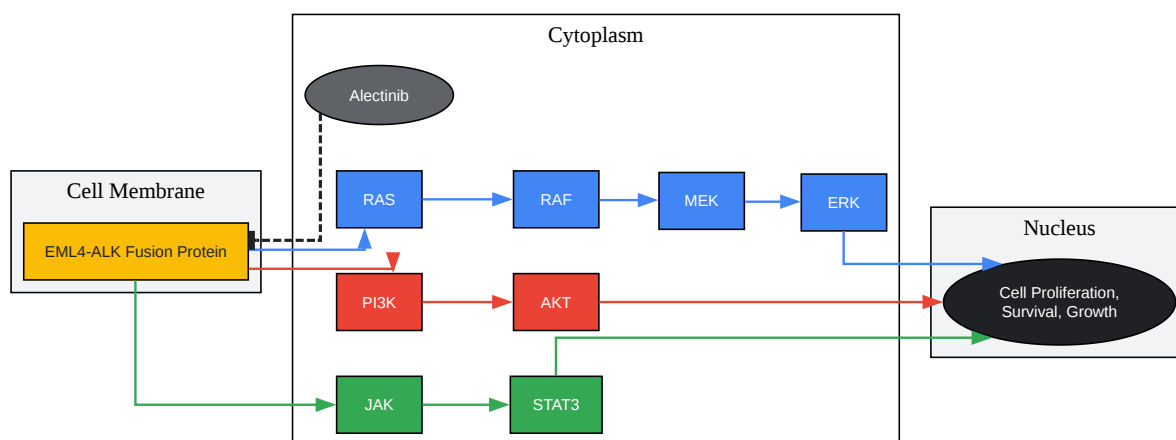 Cytoplasm
Alectinib
Cell Membrane
EML4-ALK Fusion Protein
RAS
RAF
MEK
ERK
Nucleus
Cell Proliferation,
Survival, Growth
PI3K
AKT
JAK
STAT3